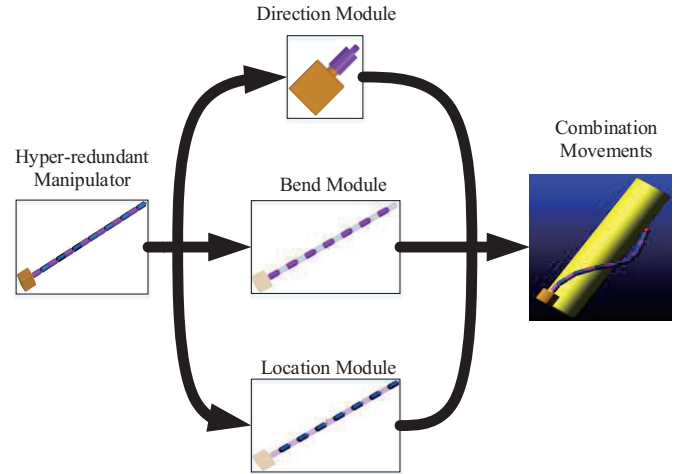 Direction Module
Hyper-redundant
Manipulator
Bend Module
Combination
Movements
Location Module